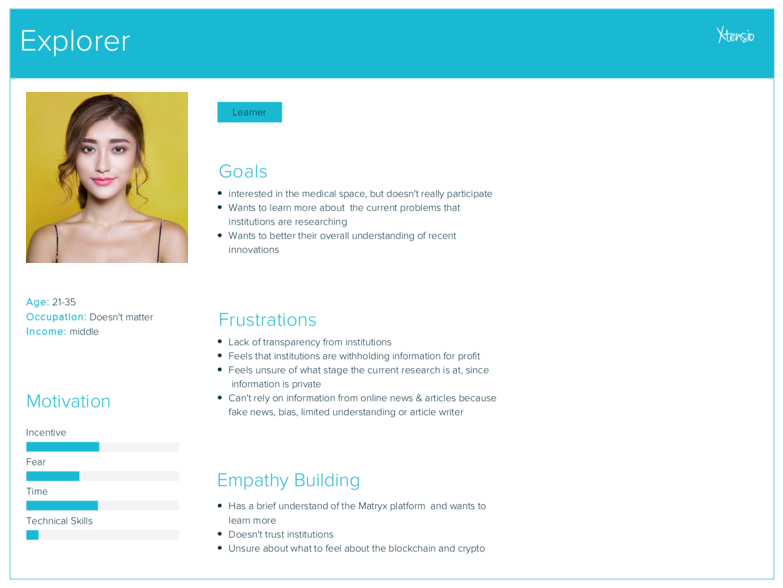 Explorer
Xtensio
Learner
Goals
interested in the medical space, but doesn't really participate
Wants to learn more about the current problems that
institutions are researching
Wants to better their overall understanding of recent
innovations
Age: 21-35
Occupation: Doesn't matter
Income: middle
Frustrations
Lack of transparency from institutions
Feels that institutions are withholding information for profit
Feels unsure of what stage the current research is at, since
information is private
Can't rely on information from online news & articles because
fake news, bias, limited understanding or article writer
Motivation
Incentive
Fear
Time
Technical Skills
Empathy Building
Has a brief understand of the Matryx platform and wants to
learn more
Doesn't trust institutions
Unsure about what to feel about the blockchain and crypto